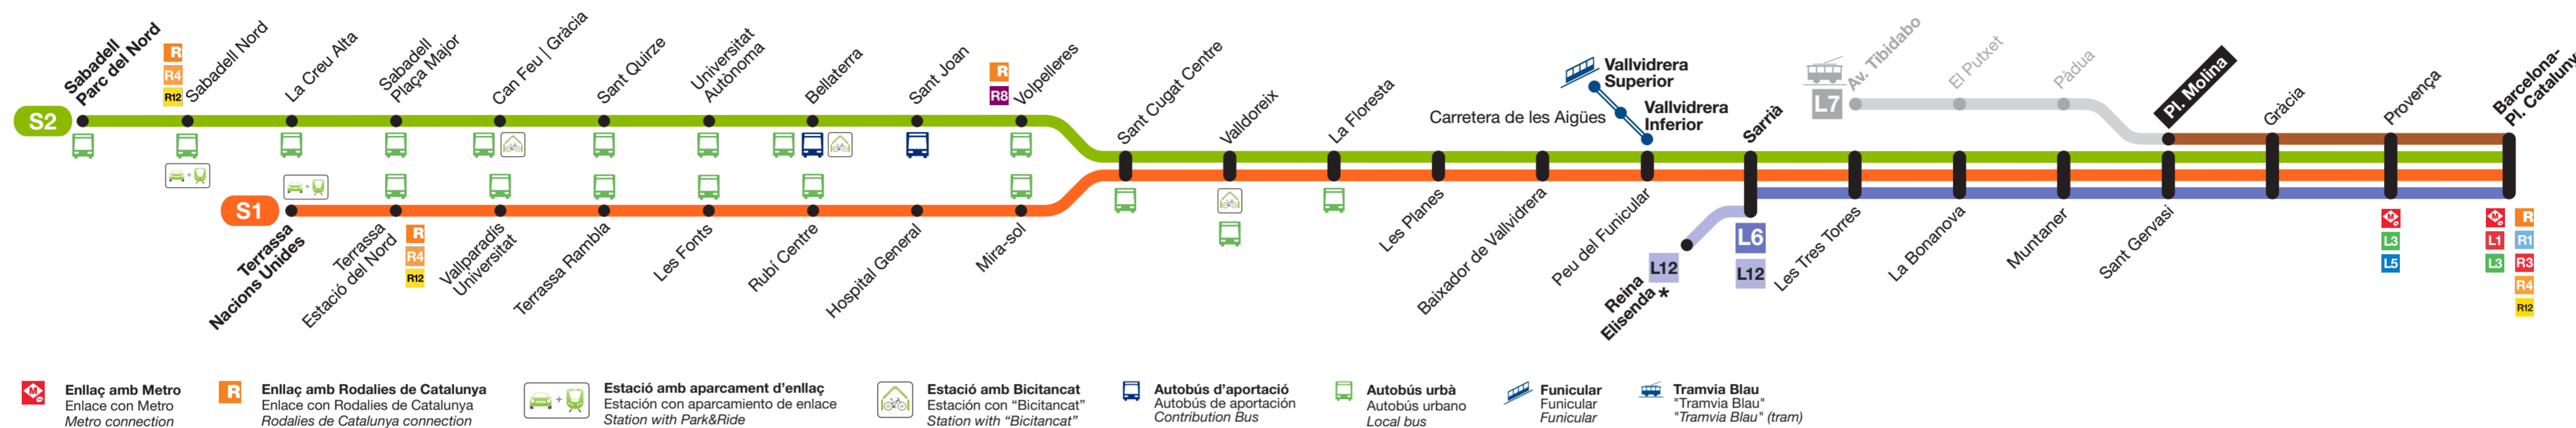 S2
Sabadell
Parc del Nord
R
R4
R12
Sabadell Nord
La Creu Alta
Sabadell
Plaça Major
Can Feu | Gràcia
Sant Quirze
Universitat
Autònoma
Bellaterra
Sant Joan
R
R8
Volpelleres
Sant Cugat Centre
Valldoreix
La Floresta
Carretera de les Aigües
Vallvidrera
Superior
Vallvidrera
Inferior
Sarrià
L7
Av. Tibidabo
El Putxet
Pàdua
Pl. Molina
Gràcia
Provença
Barcelona-
Pl. Catalunya
S1
Terrassa
Nacions Unides
Terrassa
Estació del Nord
R
R4
R12
Vallparadís
Universitat
Terrassa Rambla
Les Fonts
Rubí Centre
Hospital General
Mira-sol
Les Planes
Baixador de Vallvidrera
Peu del Funicular
Reina
Elisenda *
L12
L6
L12
Les Tres Torres
La Bonanova
Muntaner
Sant Gervasi
M
L3
L5
M
L1
L3
R
R1
R3
R4
R12
M
Enllaç amb Metro
Enlace con Metro
Metro connection
R
Enllaç amb Rodalies de Catalunya
Enlace con Rodalies de Catalunya
Rodalies de Catalunya connection
Estació amb aparcament d'enllaç
Estación con aparcamiento de enlace
Station with Park&Ride
Estació amb Bicitancat
Estación con "Bicitancat"
Station with "Bicitancat"
Autobús d'aportació
Autobús de aportación
Contribution Bus
Autobús urbà
Autobús urbano
Local bus
Funicular
Funicular
Funicular
Tramvia Blau
"Tramvia Blau"
"Tramvia Blau" (tram)